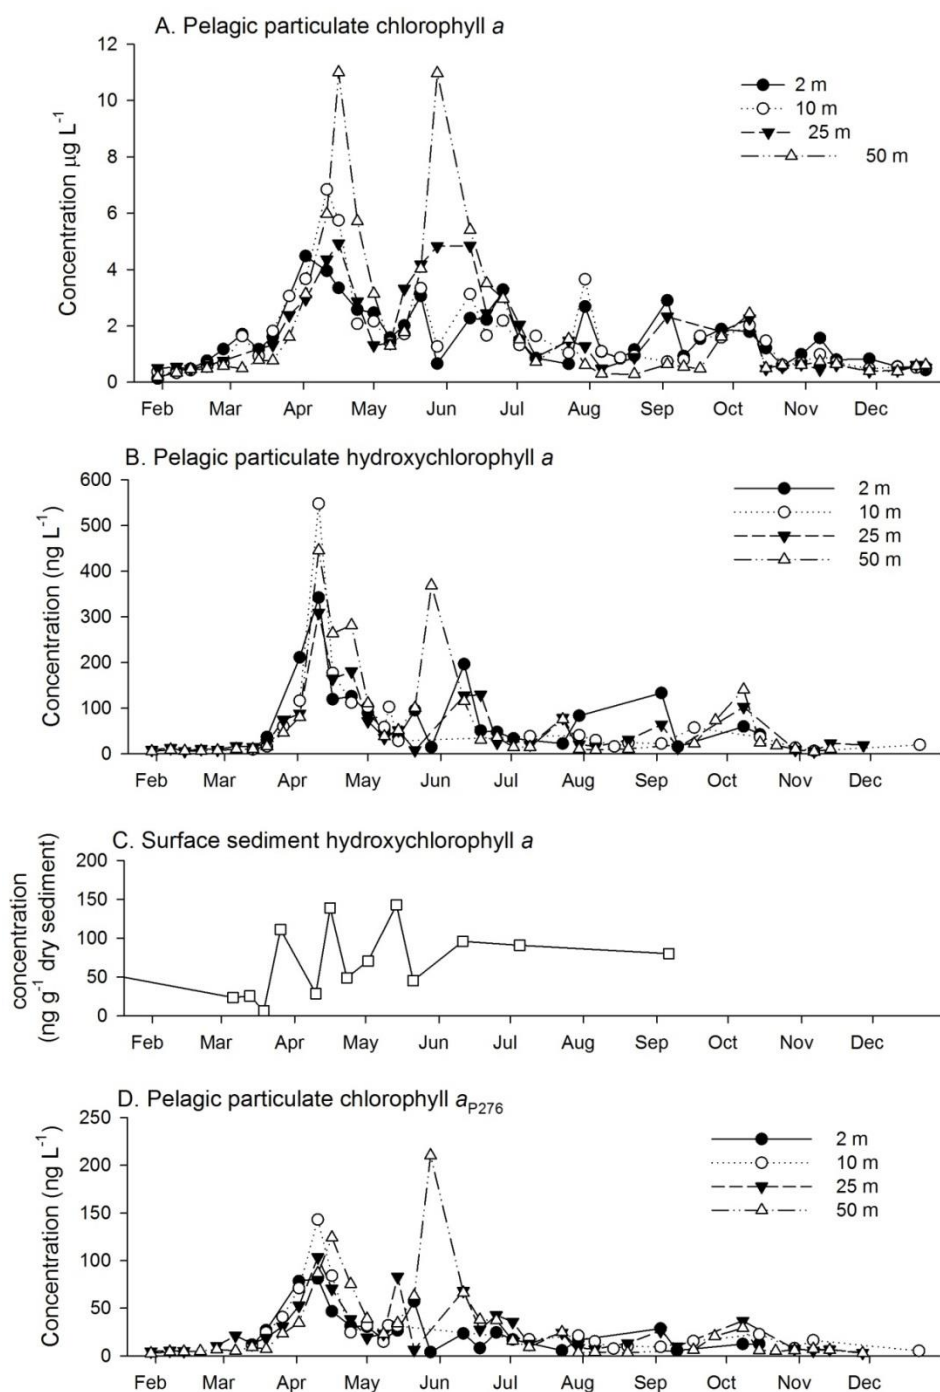 A. Pelagic particulate chlorophyll a
Concentration µg L-1
12
10
8
6
4
2
0
2 m
10 m
25 m
50 m
Feb Mar Apr May Jun Jul Aug Sep Oct Nov Dec
B. Pelagic particulate hydroxychlorophyll a
Concentration (ng L-1)
600
500
400
300
200
100
0
2 m
10 m
25 m
50 m
Feb Mar Apr May Jun Jul Aug Sep Oct Nov Dec
C. Surface sediment hydroxychlorophyll a
concentration
(ng g-1 dry sediment)
200
150
100
50
0
Feb Mar Apr May Jun Jul Aug Sep Oct Nov Dec
D. Pelagic particulate chlorophyll aP276
Concentration (ng L-1)
250
200
150
100
50
0
2 m
10 m
25 m
50 m
Feb Mar Apr May Jun Jul Aug Sep Oct Nov Dec